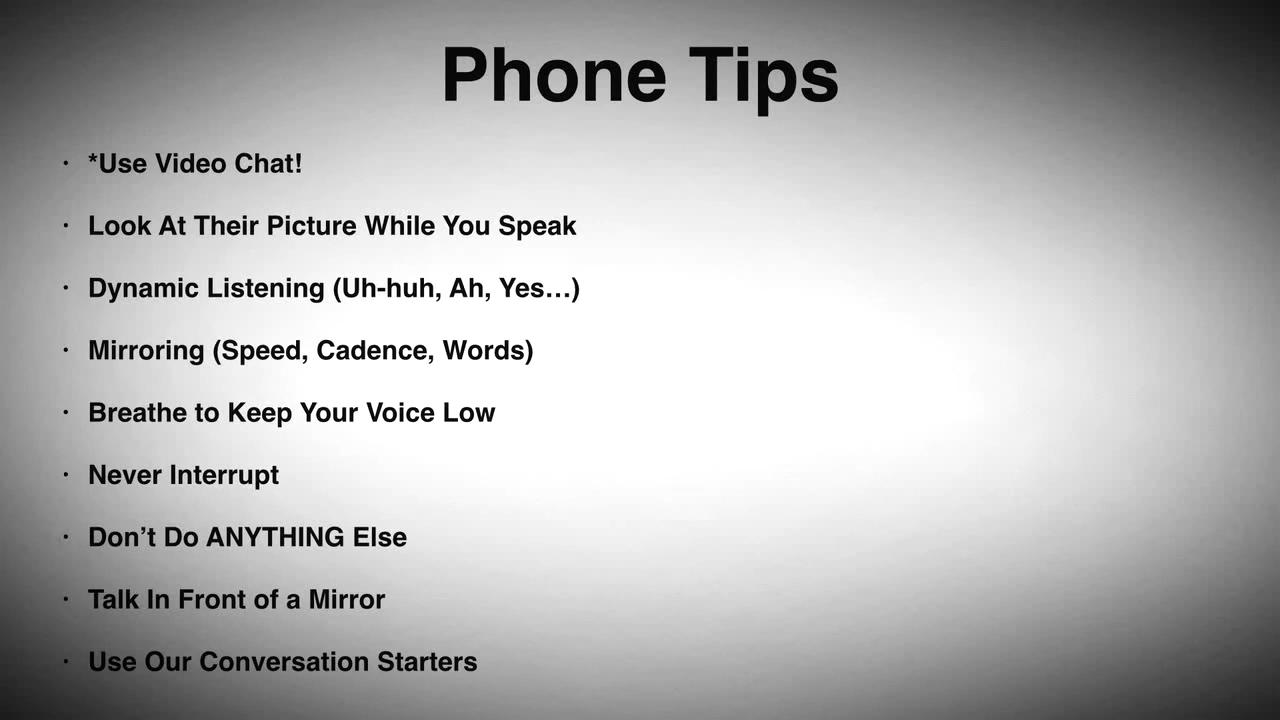 Phone Tips
· *Use Video Chat!
· Look At Their Picture While You Speak
· Dynamic Listening (Uh-huh, Ah, Yes…)
· Mirroring (Speed, Cadence, Words)
· Breathe to Keep Your Voice Low
· Never Interrupt
· Don’t Do ANYTHING Else
· Talk In Front of a Mirror
· Use Our Conversation Starters